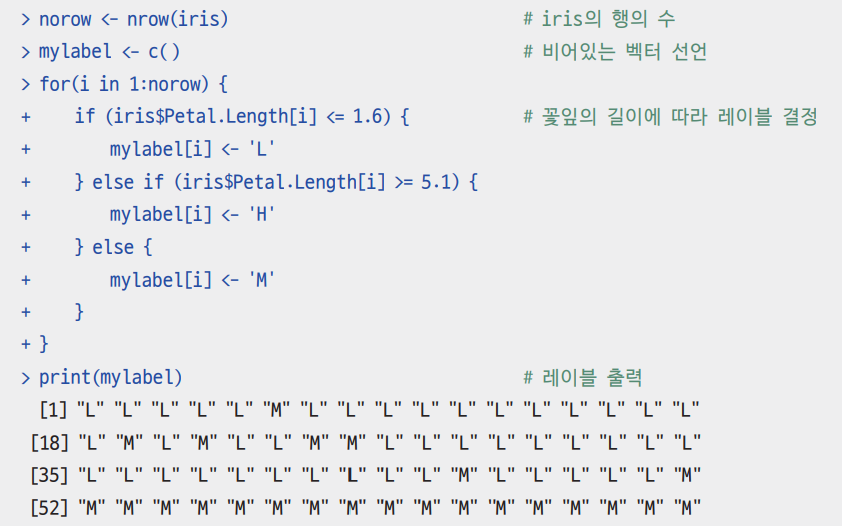 > norow <- nrow(iris) # iris의 행의 수
> mylabel <- c() # 비어있는 벡터 선언
> for(i in 1:norow) {
+ if (iris$Petal.Length[i] <= 1.6) { # 꽃잎의 길이에 따라 레이블 결정
+ mylabel[i] <- 'L'
+ } else if (iris$Petal.Length[i] >= 5.1) {
+ mylabel[i] <- 'H'
+ } else {
+ mylabel[i] <- 'M'
+ }
+ }
> print(mylabel) # 레이블 출력
[1] "L" "L" "L" "L" "L" "M" "L" "L" "L" "L" "L" "L" "L" "L" "L" "L" "L"
[18] "L" "M" "L" "M" "L" "L" "M" "M" "L" "L" "L" "L" "L" "L" "L" "L" "L"
[35] "L" "L" "L" "L" "L" "L" "L" "L" "L" "L" "M" "L" "L" "L" "L" "L" "M"
[52] "M" "M" "M" "M" "M" "M" "M" "M" "M" "M" "M" "M" "M" "M" "M" "M" "M"